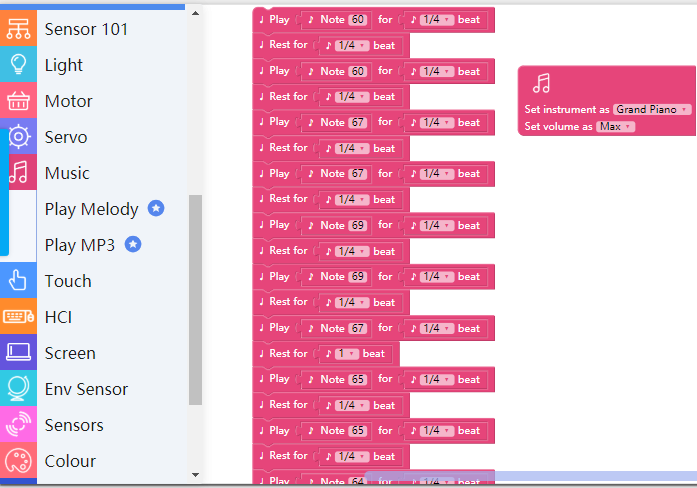 Sensor 101
Light
Motor
Servo
Music
Play Melody
Play MP3
Touch
HCI
Screen
Env Sensor
Sensors
Colour
Play Note 60 for 1/4 beat
Rest for 1/4 beat
Play Note 60 for 1/4 beat
Rest for 1/4 beat
Play Note 67 for 1/4 beat
Rest for 1/4 beat
Play Note 67 for 1/4 beat
Rest for 1/4 beat
Play Note 69 for 1/4 beat
Rest for 1/4 beat
Play Note 69 for 1/4 beat
Rest for 1/4 beat
Play Note 67 for 1/4 beat
Rest for 1 beat
Play Note 65 for 1/4 beat
Rest for 1/4 beat
Play Note 65 for 1/4 beat
Rest for 1/4 beat
Play Note 64 for 1/4 beat
Set instrument as Grand Piano
Set volume as Max